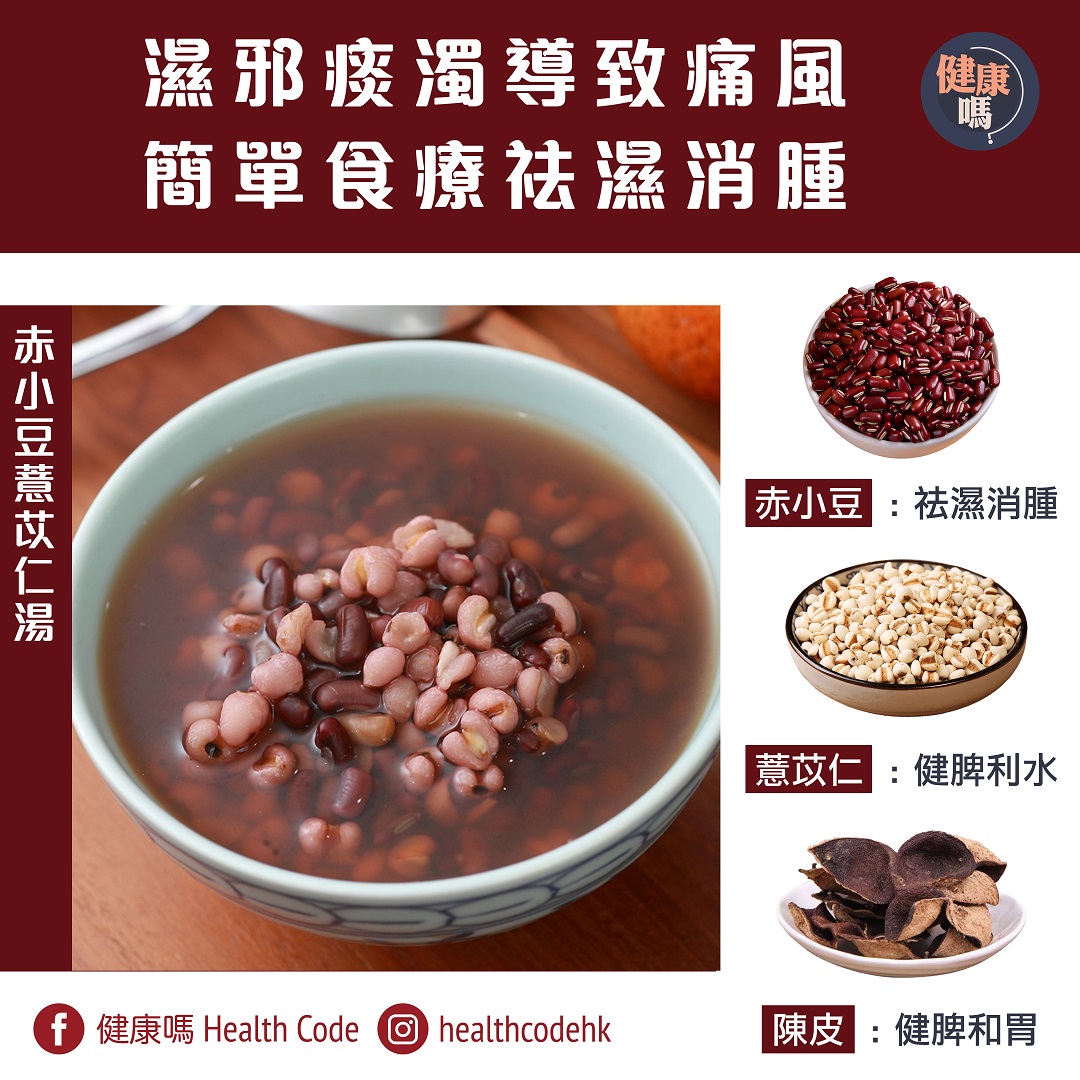 濕邪痰濁導致痛風
簡單食療祛濕消腫
健康
嗎?
赤小豆薏苡仁湯
赤小豆：祛濕消腫
薏苡仁：健脾利水
陳皮：健脾和胃
健康嗎 Health Code healthcodehk